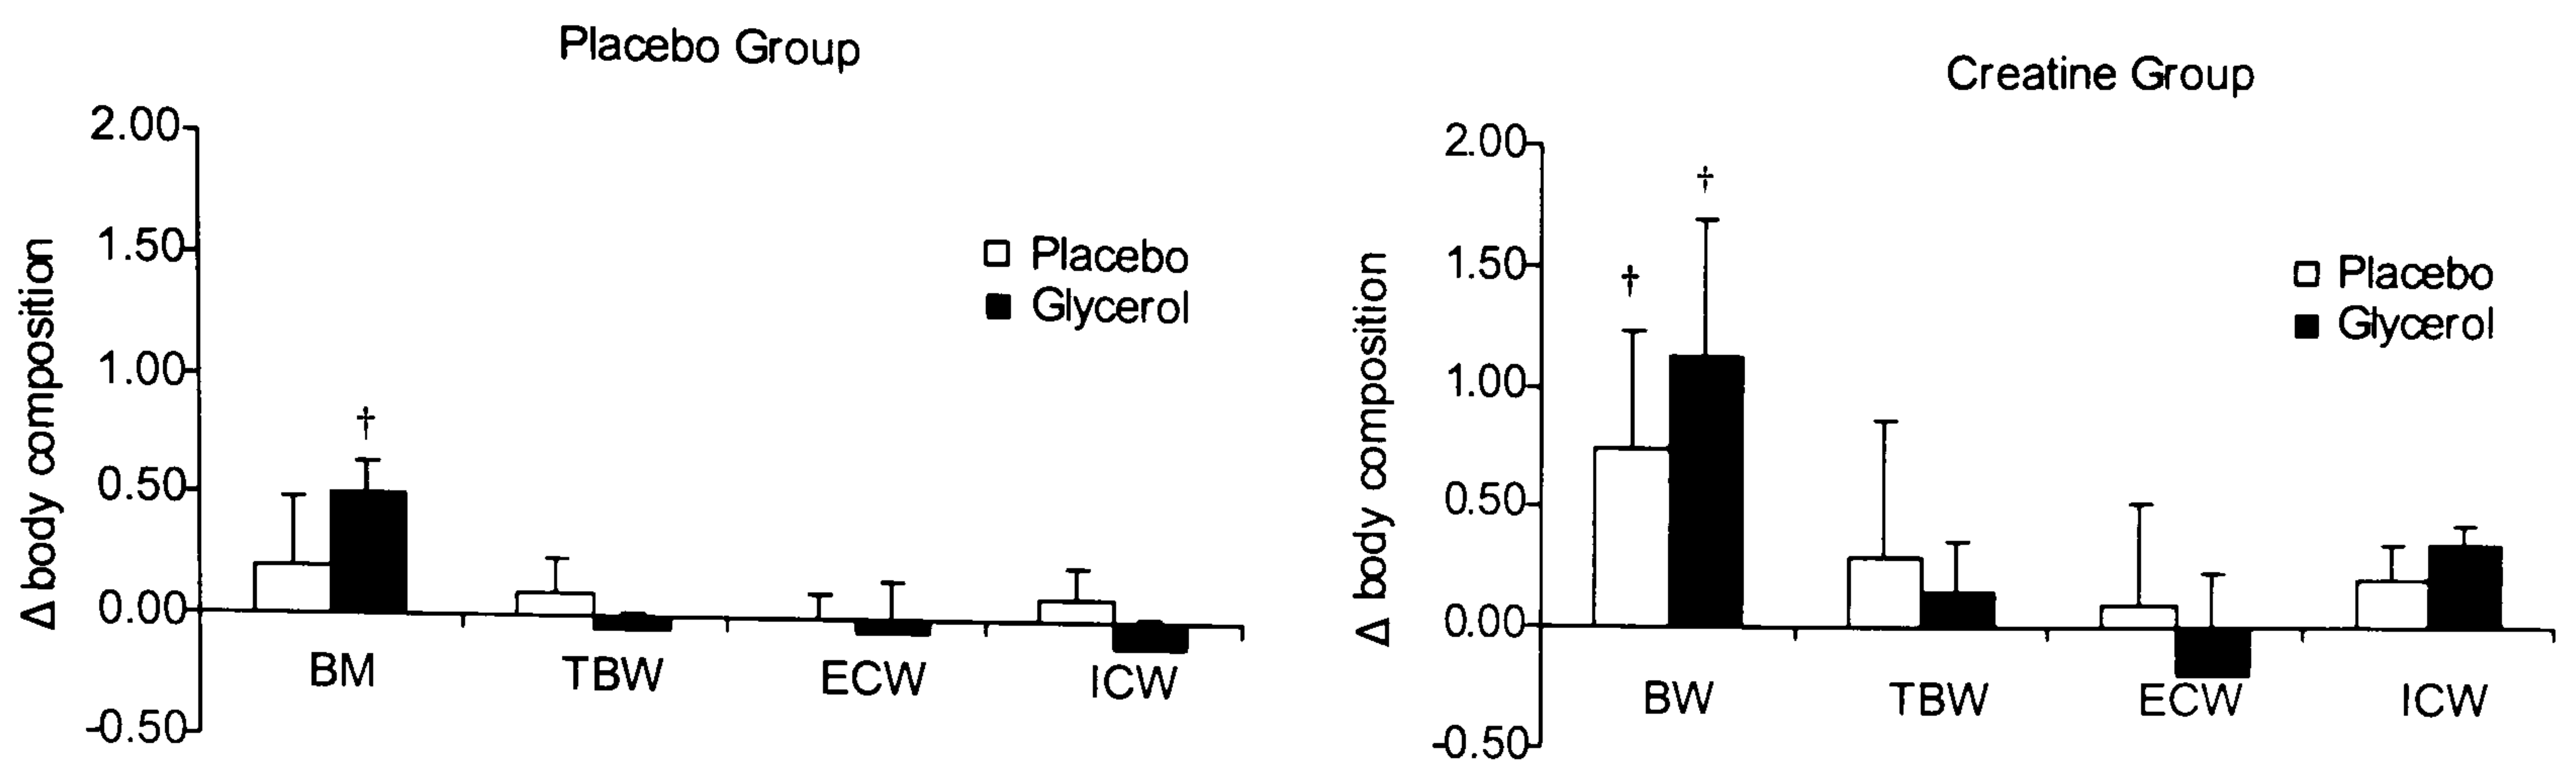 Placebo Group
2.00
1.50
1.00
0.50
0.00
-0.50
Δ body composition
†
Placebo
Glycerol
BM
TBW
ECW
ICW
Creatine Group
2.00
1.50
1.00
0.50
0.00
-0.50
Δ body composition
†
†
Placebo
Glycerol
BW
TBW
ECW
ICW